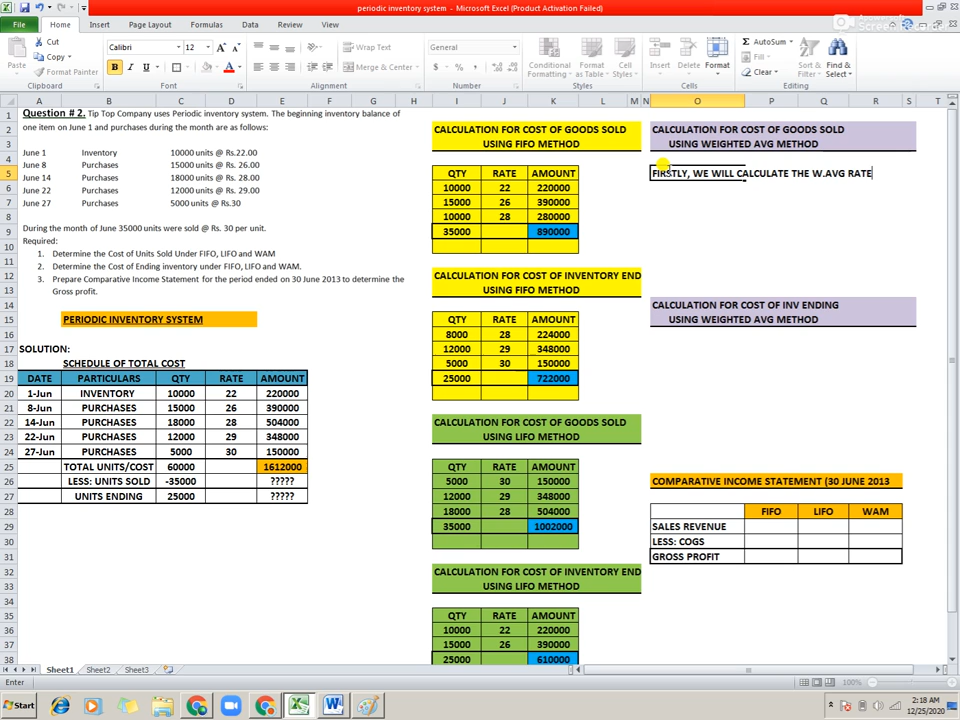 periodic inventory system - Microsoft Excel (Product Activation Failed)
File Home Insert Page Layout Formulas Data Review View
Cut
Copy
Format Painter
Paste
Clipboard
Calibri 12
B I U
Font
Wrap Text
Merge & Center
Alignment
General
Number
Conditional Formatting
Format as Table
Cell Styles
Styles
Insert Delete Format
Cells
AutoSum
Fill
Clear
Sort & Filter
Find & Select
Editing
A B C D E F G H I J K L M N O P Q R S T
Question # 2. Tip Top Company uses Periodic inventory system. The beginning inventory balance of
one item on June 1 and purchases during the month are as follows:
June 1 Inventory 10000 units @ Rs.22.00
June 8 Purchases 15000 units @ Rs. 26.00
June 14 Purchases 18000 units @ Rs. 28.00
June 22 Purchases 12000 units @ Rs. 29.00
June 27 Purchases 5000 units @ Rs.30
During the month of June 35000 units were sold @ Rs. 30 per unit.
Required:
1. Determine the Cost of Units Sold Under FIFO, LIFO and WAM
2. Determine the Cost of Ending inventory under FIFO, LIFO and WAM.
3. Prepare Comparative Income Statement for the period ended on 30 June 2013 to determine the
Gross profit.
PERIODIC INVENTORY SYSTEM
SOLUTION:
SCHEDULE OF TOTAL COST
DATE PARTICULARS QTY RATE AMOUNT
1-Jun INVENTORY 10000 22 220000
8-Jun PURCHASES 15000 26 390000
14-Jun PURCHASES 18000 28 504000
22-Jun PURCHASES 12000 29 348000
27-Jun PURCHASES 5000 30 150000
TOTAL UNITS/COST 60000 1612000
LESS: UNITS SOLD -35000 ?????
UNITS ENDING 25000 ?????
CALCULATION FOR COST OF GOODS SOLD
USING FIFO METHOD
QTY RATE AMOUNT
10000 22 220000
15000 26 390000
10000 28 280000
35000 890000
CALCULATION FOR COST OF INVENTORY END
USING FIFO METHOD
QTY RATE AMOUNT
8000 28 224000
12000 29 348000
5000 30 150000
25000 722000
CALCULATION FOR COST OF GOODS SOLD
USING LIFO METHOD
QTY RATE AMOUNT
5000 30 150000
12000 29 348000
18000 28 504000
35000 1002000
CALCULATION FOR COST OF INVENTORY END
USING LIFO METHOD
QTY RATE AMOUNT
10000 22 220000
15000 26 390000
25000 610000
CALCULATION FOR COST OF GOODS SOLD
USING WEIGHTED AVG METHOD
FIRSTLY, WE WILL CALCULATE THE W.AVG RATE
CALCULATION FOR COST OF INV ENDING
USING WEIGHTED AVG METHOD
COMPARATIVE INCOME STATEMENT (30 JUNE 2013
FIFO LIFO WAM
SALES REVENUE
LESS: COGS
GROSS PROFIT
Sheet1 Sheet2 Sheet3
Enter
100%
Start
2:18 AM
12/25/2020